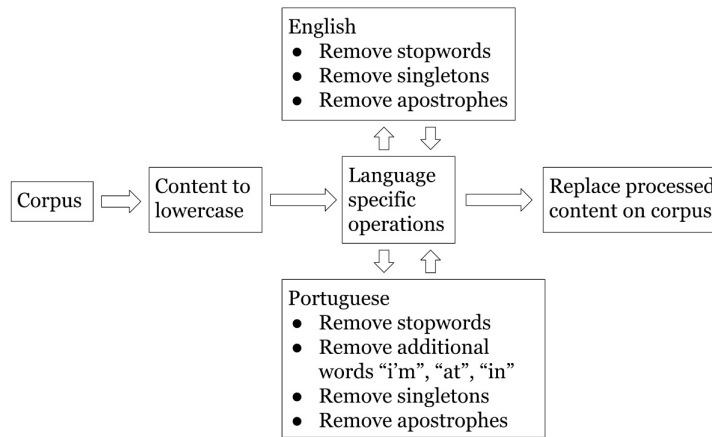 English
● Remove stopwords
● Remove singletons
● Remove apostrophes
Corpus
Content to
lowercase
Language
specific
operations
Replace processed
content on corpus
Portuguese
● Remove stopwords
● Remove additional
words “i’m”, “at”, “in”
● Remove singletons
● Remove apostrophes